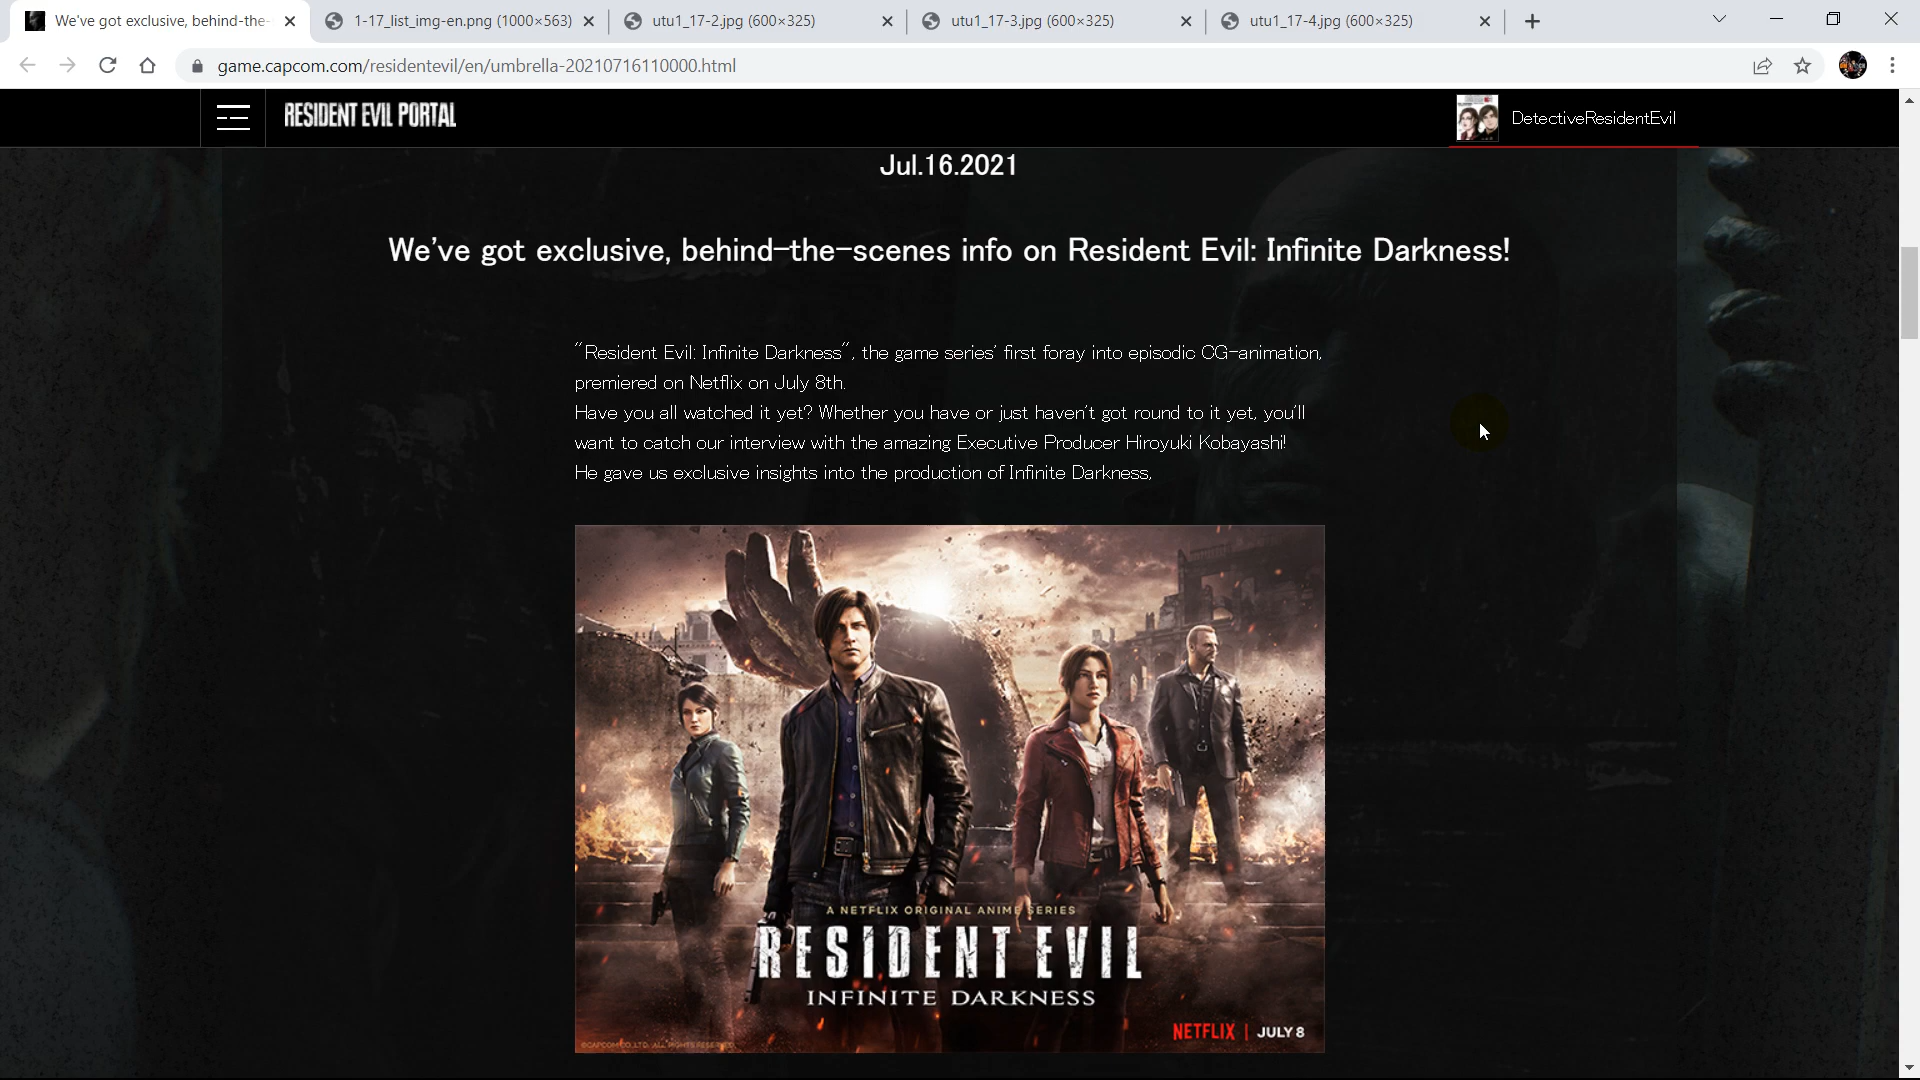 We've got exclusive, behind-the-
1-17_list_img-en.png (1000×563)
utu1_17-2.jpg (600×325)
utu1_17-3.jpg (600×325)
utu1_17-4.jpg (600×325)
game.capcom.com/residentevil/en/umbrella-20210716110000.html
RESIDENT EVIL PORTAL
DetectiveResidentEvil
Jul.16.2021
We've got exclusive, behind-the-scenes info on Resident Evil: Infinite Darkness!
"Resident Evil: Infinite Darkness", the game series' first foray into episodic CG-animation,
premiered on Netflix on July 8th.
Have you all watched it yet? Whether you have or just haven't got round to it yet, you'll
want to catch our interview with the amazing Executive Producer Hiroyuki Kobayashi!
He gave us exclusive insights into the production of Infinite Darkness,
A NETFLIX ORIGINAL ANIME SERIES
RESIDENT EVIL
INFINITE DARKNESS
NETFLIX | JULY 8
©CAPCOM CO., LTD. ALL RIGHTS RESERVED.